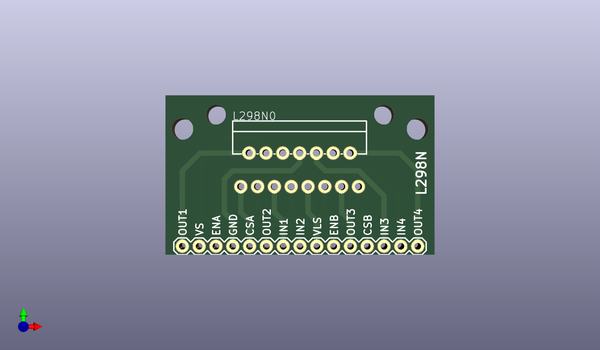 L298N0
L298N
OUT1
VS
ENA
GND
CSA
OUT2
IN1
IN2
VLS
ENB
OUT3
CSB
IN3
IN4
OUT4